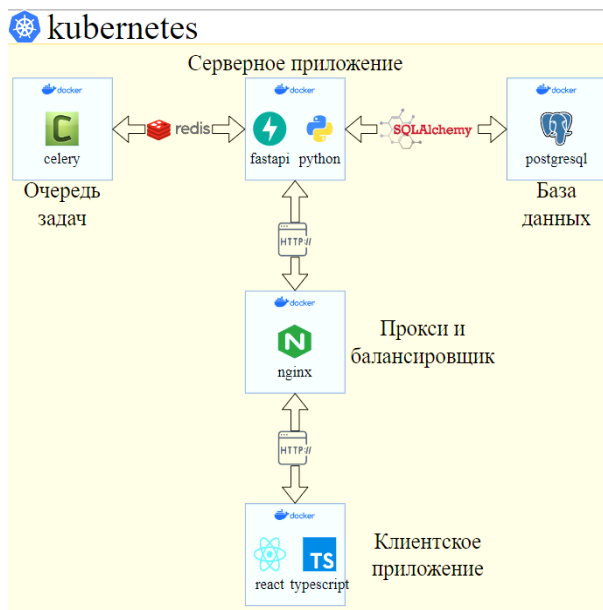 kubernetes
Серверное приложение
docker
docker
docker
C
redis
SQLAlchemy
celery
fastapi python
postgresql
Очередь
задач
База
данных
HTTP://
docker
N
nginx
Прокси и
балансировщик
HTTP://
docker
TS
react typescript
Клиентское
приложение